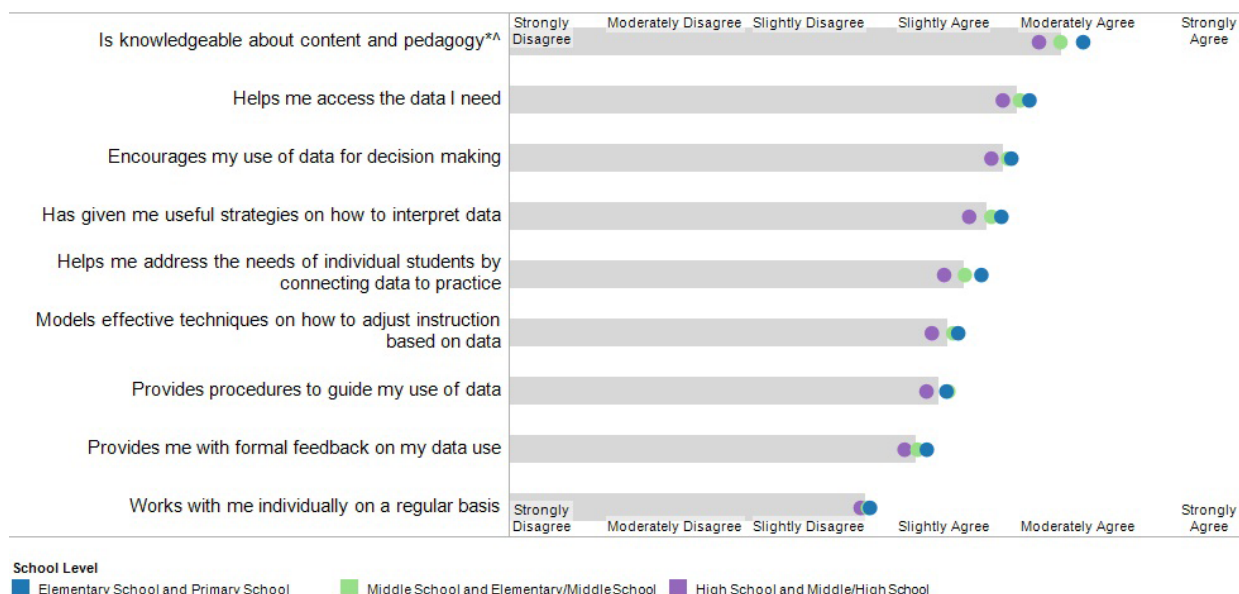 Strongly Disagree Moderately Disagree Slightly Disagree Slightly Agree Moderately Agree Strongly Agree
Is knowledgeable about content and pedagogy*^
Helps me access the data I need
Encourages my use of data for decision making
Has given me useful strategies on how to interpret data
Helps me address the needs of individual students by
connecting data to practice
Models effective techniques on how to adjust instruction
based on data
Provides procedures to guide my use of data
Provides me with formal feedback on my data use
Works with me individually on a regular basis
Strongly Disagree Moderately Disagree Slightly Disagree Slightly Agree Moderately Agree Strongly Agree
School Level
Elementary School and Primary School Middle School and Elementary/Middle School High School and Middle/High School